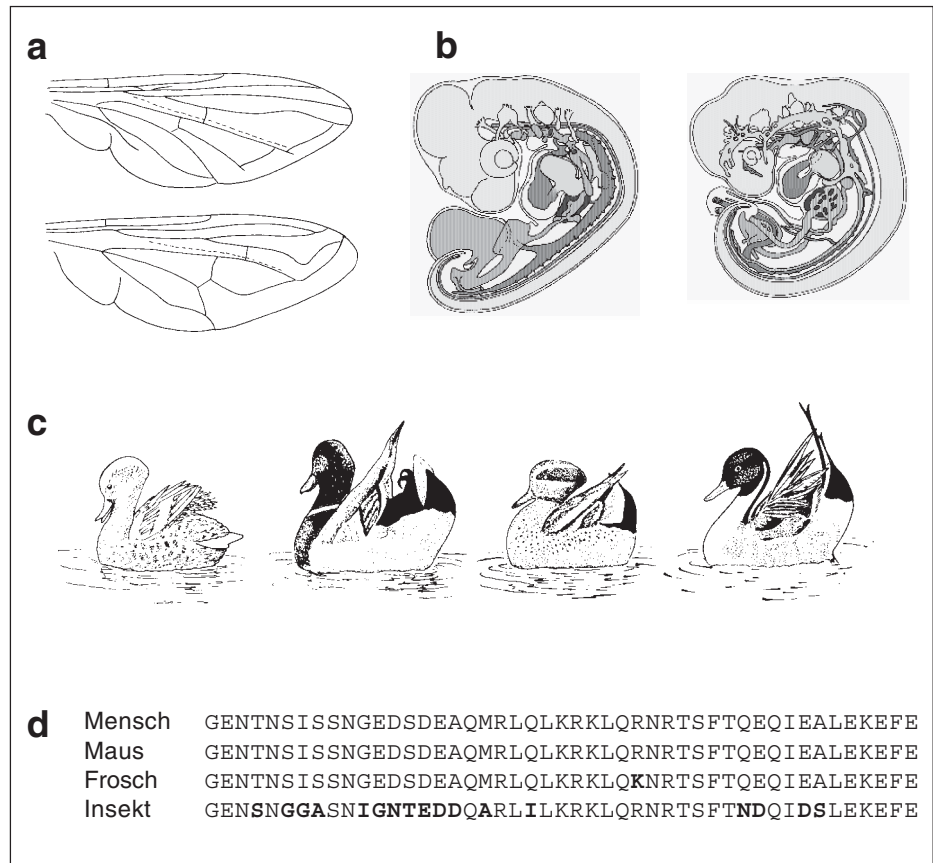 a
b
c
d
Mensch GENTNSISSNGEDSDEAQMRLQLKRKLQRNRTSFTQEQIEALEKEFE
Maus GENTNSISSNGEDSDEAQMRLQLKRKLQRNRTSFTQEQIEALEKEFE
Frosch GENTNSISSNGEDSDEAQMRLQLKRKLQKNRTSFTQEQIEALEKEFE
Insekt GENSNGGASNIGNTEDDQARLILKRKLQRNRTSFTNDQIDSLEKEFE